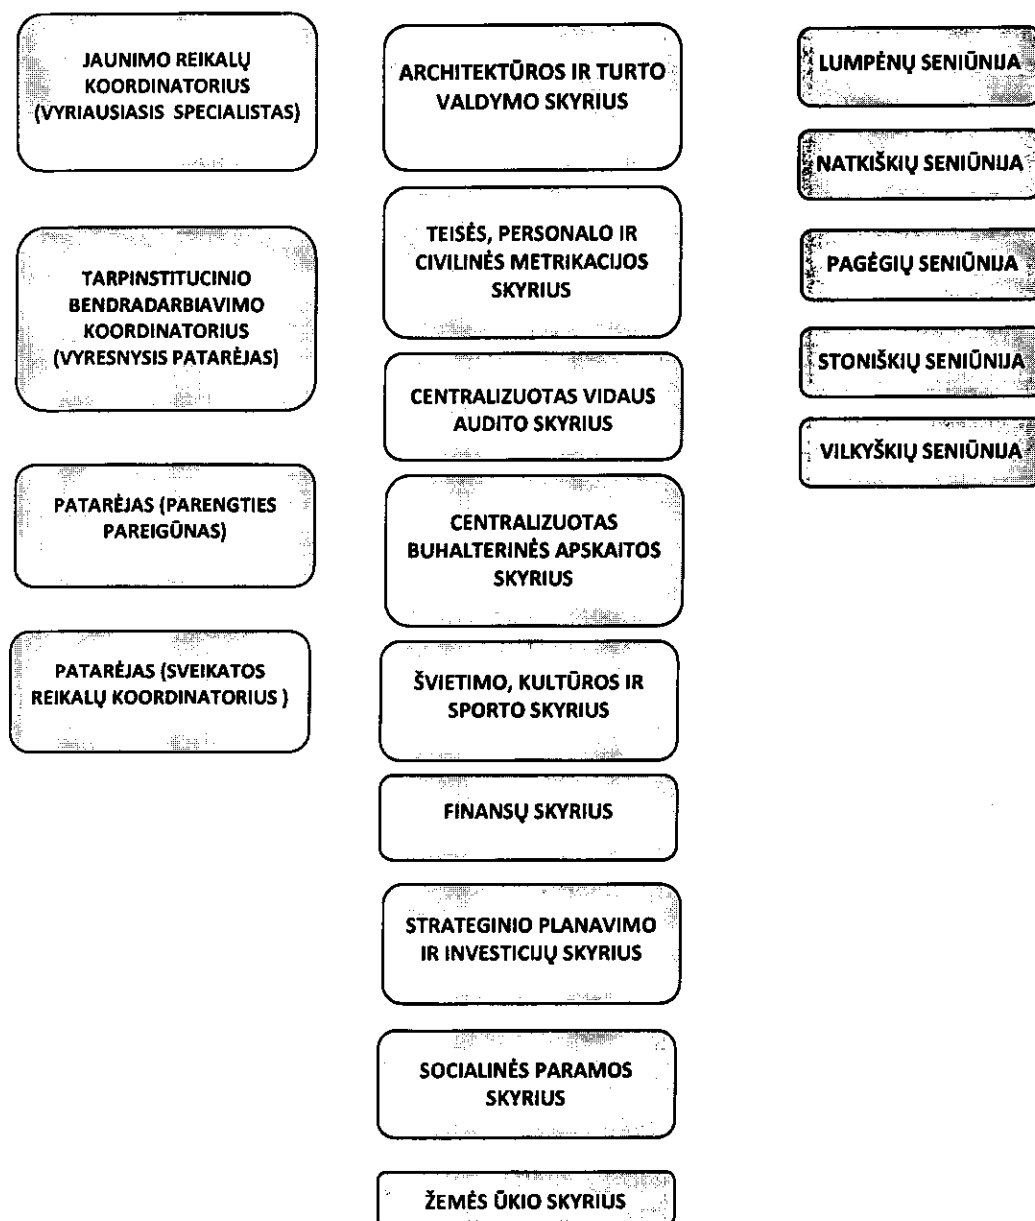 JAUNIMO REIKALŲ
KOORDINATORIUS
(VYRIAUSIASIS SPECIALISTAS)
TARPINSTITUCINIO
BENDRADARBIAVIMO
KOORDINATORIUS
(VYRESNYSIS PATARĖJAS)
PATARĖJAS (PARENGTIES
PAREIGŪNAS)
PATARĖJAS (SVEIKATOS
REIKALŲ KOORDINATORIUS )
ARCHITEKTŪROS IR TURTO
VALDYMO SKYRIUS
TEISĖS, PERSONALO IR
CIVILINĖS METRIKACIJOS
SKYRIUS
CENTRALIZUOTAS VIDAUS
AUDITO SKYRIUS
CENTRALIZUOTAS
BUHALTERINĖS APSKAITOS
SKYRIUS
ŠVIETIMO, KULTŪROS IR
SPORTO SKYRIUS
FINANSŲ SKYRIUS
STRATEGINIO PLANAVIMO
IR INVESTICIJŲ SKYRIUS
SOCIALINĖS PARAMOS
SKYRIUS
ŽEMĖS ŪKIO SKYRIUS
LUMPĖNŲ SENIŪNIJA
NATKIŠKIŲ SENIŪNIJA
PAGĖGIŲ SENIŪNIJA
STONIŠKIŲ SENIŪNIJA
VILKYŠKIŲ SENIŪNIJA